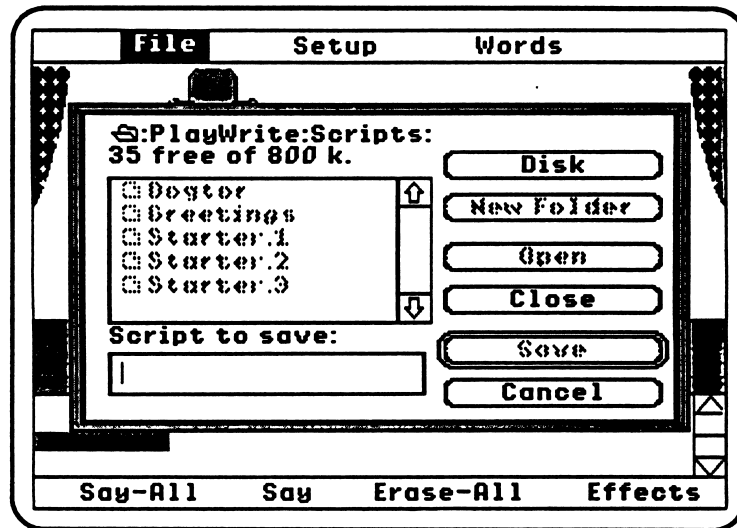 File Setup Words
:PlayWrite:Scripts:
35 free of 800 k.
Dogtor
Greetings
Starter.1
Starter.2
Starter.3
Script to save:
Disk
New Folder
Open
Close
Save
Cancel
Say-All Say Erase-All Effects